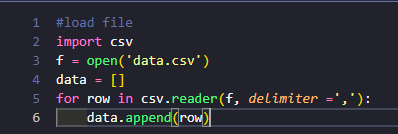 1 #load file
2 import csv
3 f = open('data.csv')
4 data = []
5 for row in csv.reader(f, delimiter =','):
6     data.append(row)